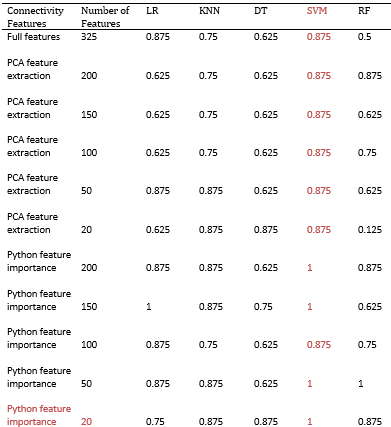 Connectivity Number of LR KNN DT SVM RF
Features Features
Full features 325 0.875 0.75 0.625 0.875 0.5
PCA feature
extraction 200 0.625 0.75 0.625 0.875 0.875
PCA feature
extraction 150 0.625 0.75 0.625 0.875 0.625
PCA feature
extraction 100 0.625 0.75 0.625 0.875 0.75
PCA feature
extraction 50 0.875 0.875 0.625 0.875 0.625
PCA feature
extraction 20 0.625 0.875 0.875 0.875 0.125
Python feature
importance 200 0.875 0.875 0.625 1 0.875
Python feature
importance 150 1 0.875 0.75 1 0.625
Python feature
importance 100 0.875 0.75 0.625 0.875 0.75
Python feature
importance 50 0.875 0.875 0.625 1 1
Python feature
importance 20 0.75 0.875 0.875 1 0.875